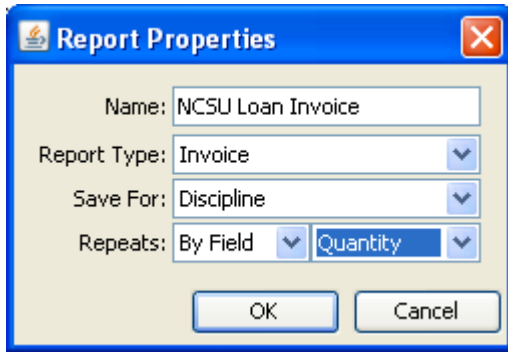 Report Properties
Name: NCSU Loan Invoice
Report Type: Invoice
Save For: Discipline
Repeats: By Field Quantity
OK Cancel